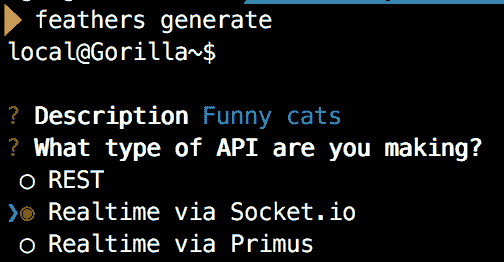 feathers generate
local@Gorilla~$
? Description Funny cats
? What type of API are you making?
○ REST
❯◉ Realtime via Socket.io
○ Realtime via Primus